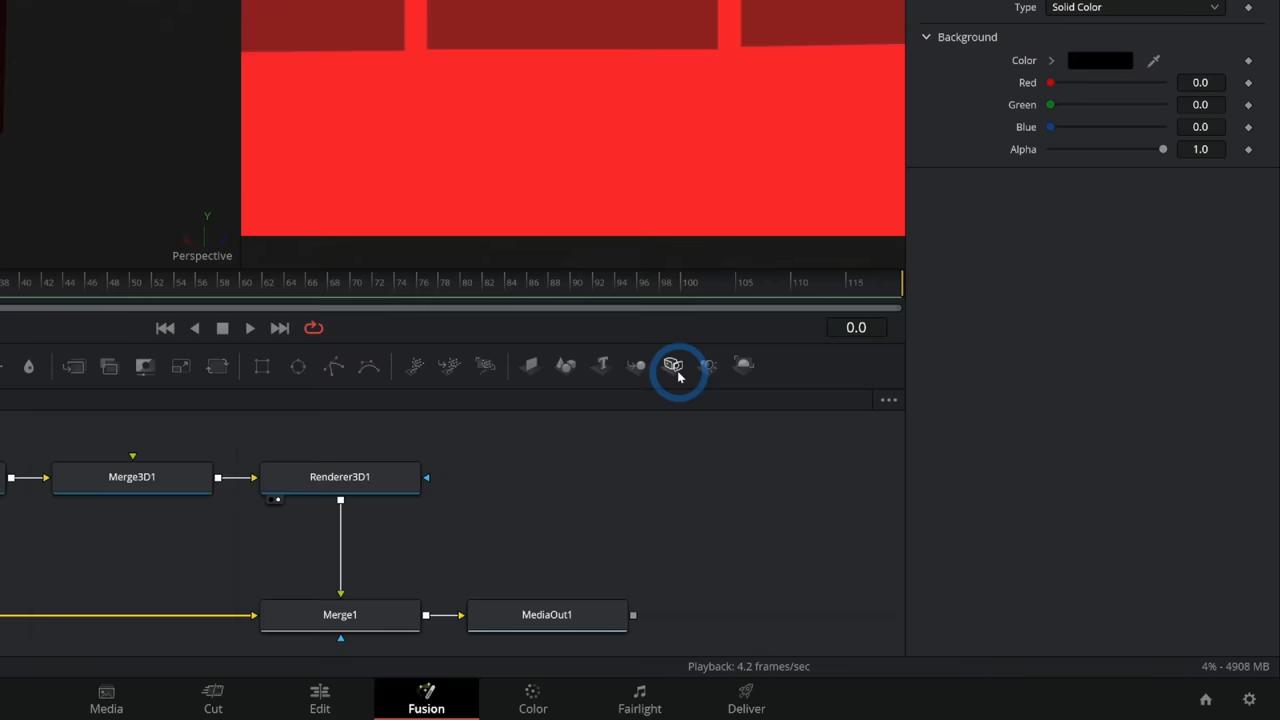 Type Solid Color
Background
Color
Red 0.0
Green 0.0
Blue 0.0
Alpha 1.0
Y
Perspective
38 40 42 44 46 48 50 52 54 56 58 60 62 64 66 68 70 72 74 76 78 80 82 84 86 88 90 92 94 96 98 100 105 110 115
0.0
T
Merge3D1
Renderer3D1
Merge1
MediaOut1
Playback: 4.2 frames/sec
4% - 4908 MB
Media Cut Edit Fusion Color Fairlight Deliver